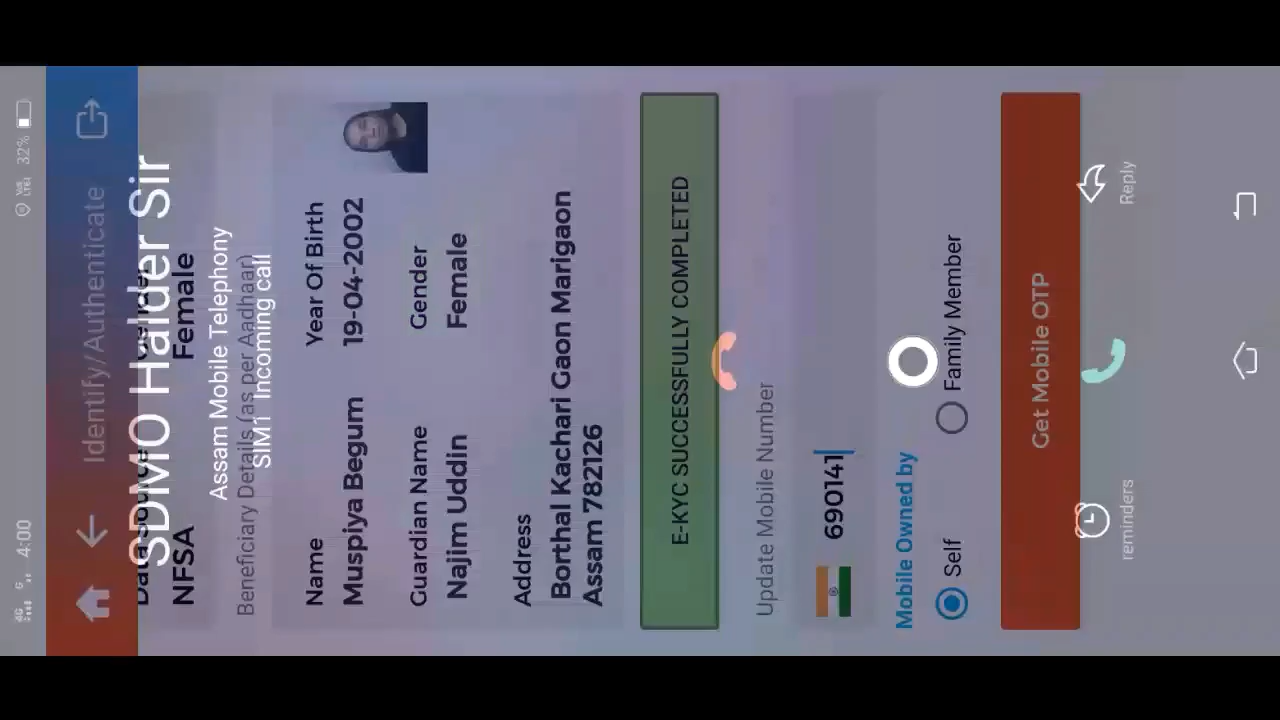 4:00
32%
Identify/Authenticate
SDMO Halder Sir
Female
NFSA
Assam Mobile Telephony
SIM1 Incoming call
Beneficiary Details (as per Aadhaar)
Name
Year Of Birth
Muspiya Begum
19-04-2002
Guardian Name
Gender
Najim Uddin
Female
Address
Borthal Kachari Gaon Marigaon
Assam 782126
E-KYC SUCCESSFULLY COMPLETED
Update Mobile Number
690141
Mobile Owned by
Self
Family Member
Get Mobile OTP
reminders
Reply